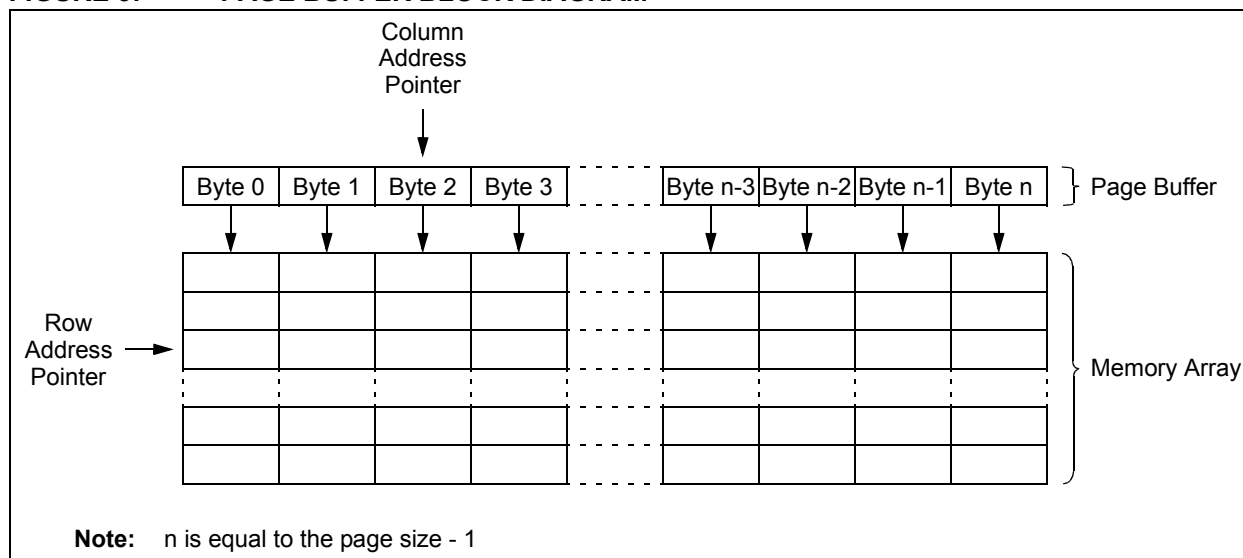 Column
Address
Pointer
Byte 0 Byte 1 Byte 2 Byte 3 Byte n-3 Byte n-2 Byte n-1 Byte n
Page Buffer
Row
Address
Pointer
Memory Array
Note: n is equal to the page size - 1